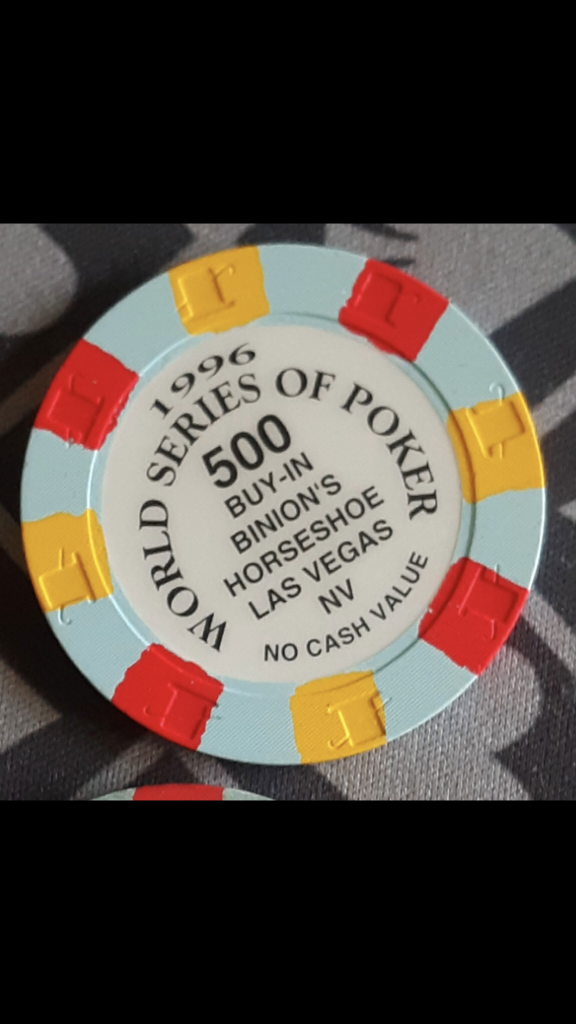 1996
WORLD SERIES OF POKER
500
BUY-IN
BINION'S
HORSESHOE
LAS VEGAS
NV
NO CASH VALUE